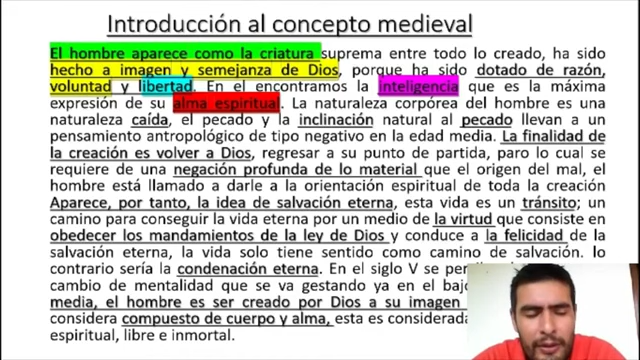 Introducción al concepto medieval
El hombre aparece como la criatura suprema entre todo lo creado, ha sido
hecho a imagen y semejanza de Dios, porque ha sido dotado de razón,
voluntad y libertad. En el encontramos la inteligencia que es la máxima
expresión de su alma espiritual. La naturaleza corpórea del hombre es una
naturaleza caída, el pecado y la inclinación natural al pecado llevan a un
pensamiento antropológico de tipo negativo en la edad media. La finalidad de
la creación es volver a Dios, regresar a su punto de partida, paro lo cual se
requiere de una negación profunda de lo material que el origen del mal, el
hombre está llamado a darle a la orientación espiritual de toda la creación
Aparece, por tanto, la idea de salvación eterna, esta vida es un tránsito; un
camino para conseguir la vida eterna por un medio de la virtud que consiste en
obedecer los mandamientos de la ley de Dios y conduce a la felicidad de la
salvación eterna, la vida solo tiene sentido como camino de salvación. lo
contrario sería la condenación eterna. En el siglo V se
cambio de mentalidad que se va gestando ya en el
media, el hombre es ser creado por Dios a su imagen
considera compuesto de cuerpo y alma, esta es considerada
espiritual, libre e inmortal.